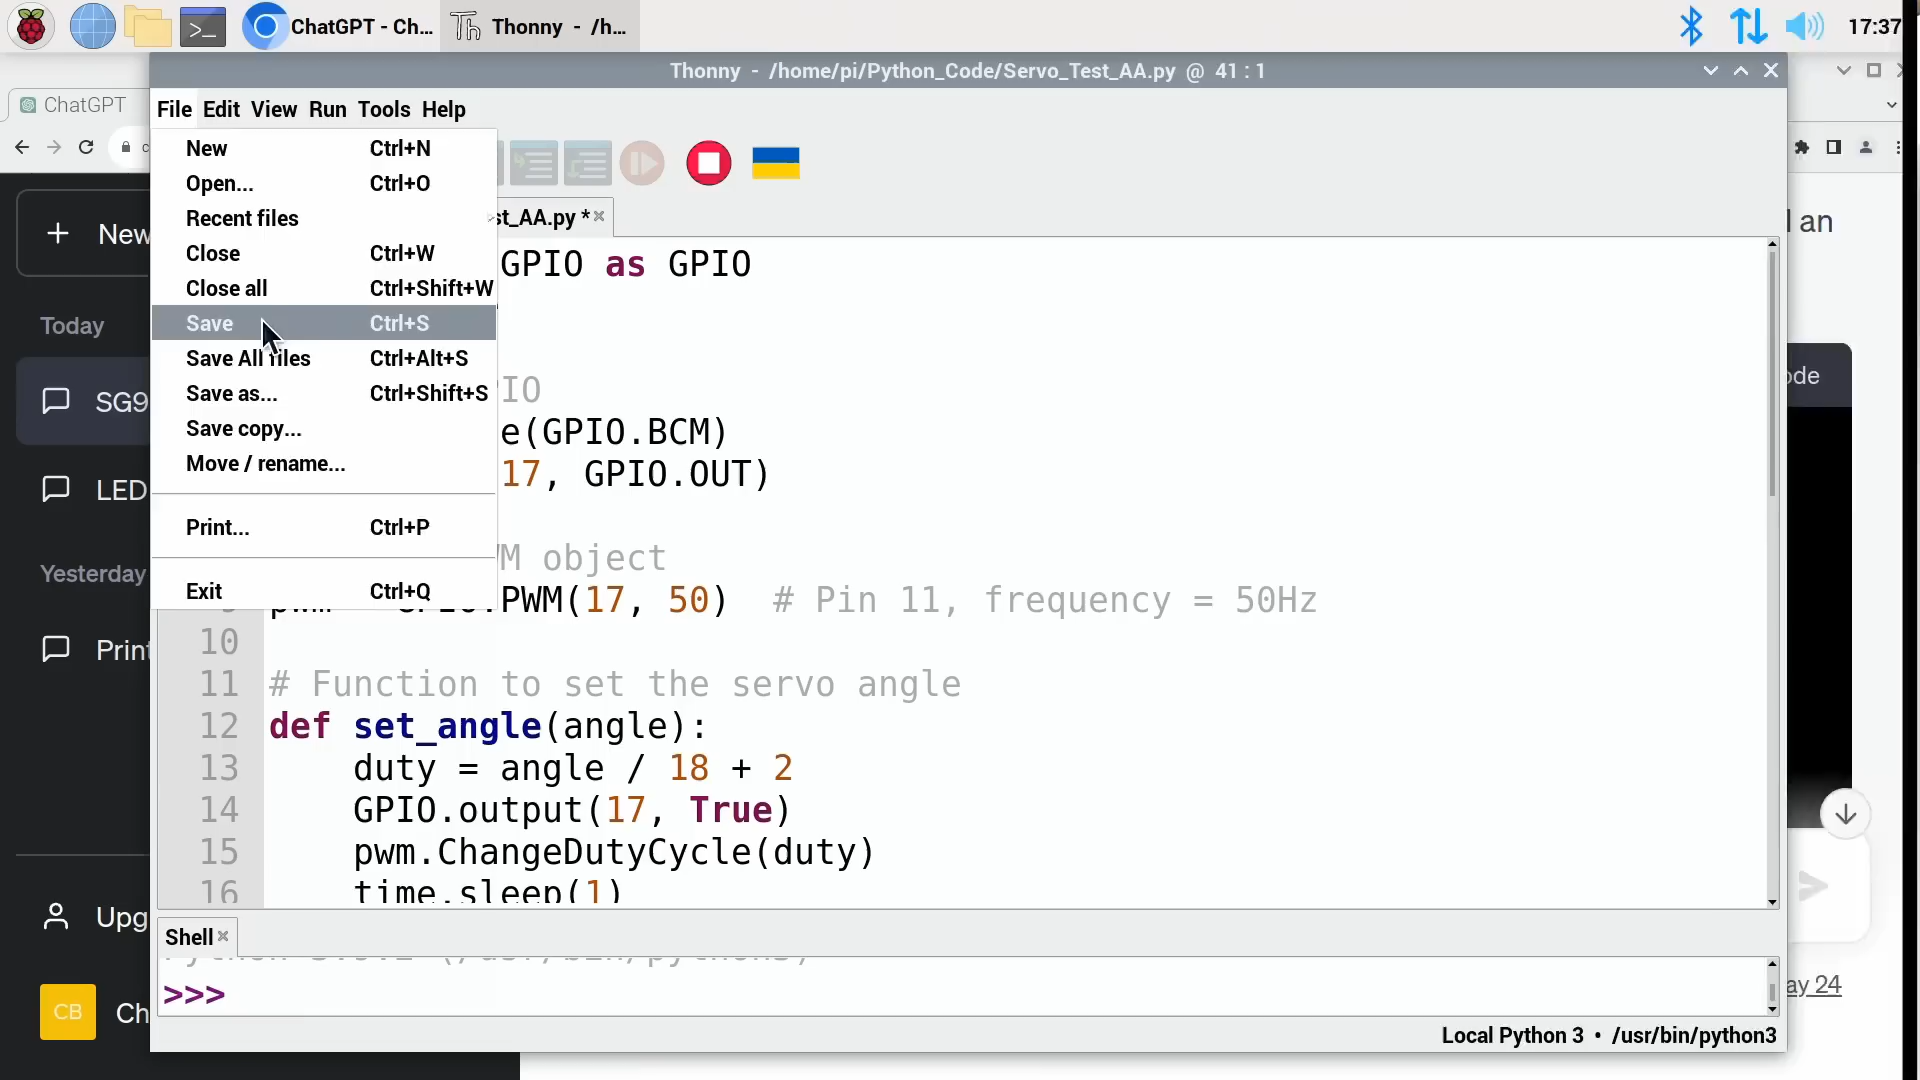 ChatGPT - Ch...
Thonny - /h...
17:37
Thonny - /home/pi/Python_Code/Servo_Test_AA.py @ 41 : 1
ChatGPT
File Edit View Run Tools Help
New Ctrl+N
Open... Ctrl+O
Recent files
Close Ctrl+W
Close all Ctrl+Shift+W
Save Ctrl+S
Save All files Ctrl+Alt+S
Save as... Ctrl+Shift+S
Save copy...
Move / rename...
Print... Ctrl+P
Exit Ctrl+Q
st_AA.py *
GPIO as GPIO
IO
e(GPIO.BCM)
17, GPIO.OUT)
M object
PWM(17, 50) # Pin 11, frequency = 50Hz
10
11 # Function to set the servo angle
12 def set_angle(angle):
13 duty = angle / 18 + 2
14 GPIO.output(17, True)
15 pwm.ChangeDutyCycle(duty)
16 time.sleep(1)
Shell
>>>
Local Python 3 • /usr/bin/python3
+ New
Today
SG9
LED
Yesterday
Print
Upg
CB Ch
an
ode
ay 24